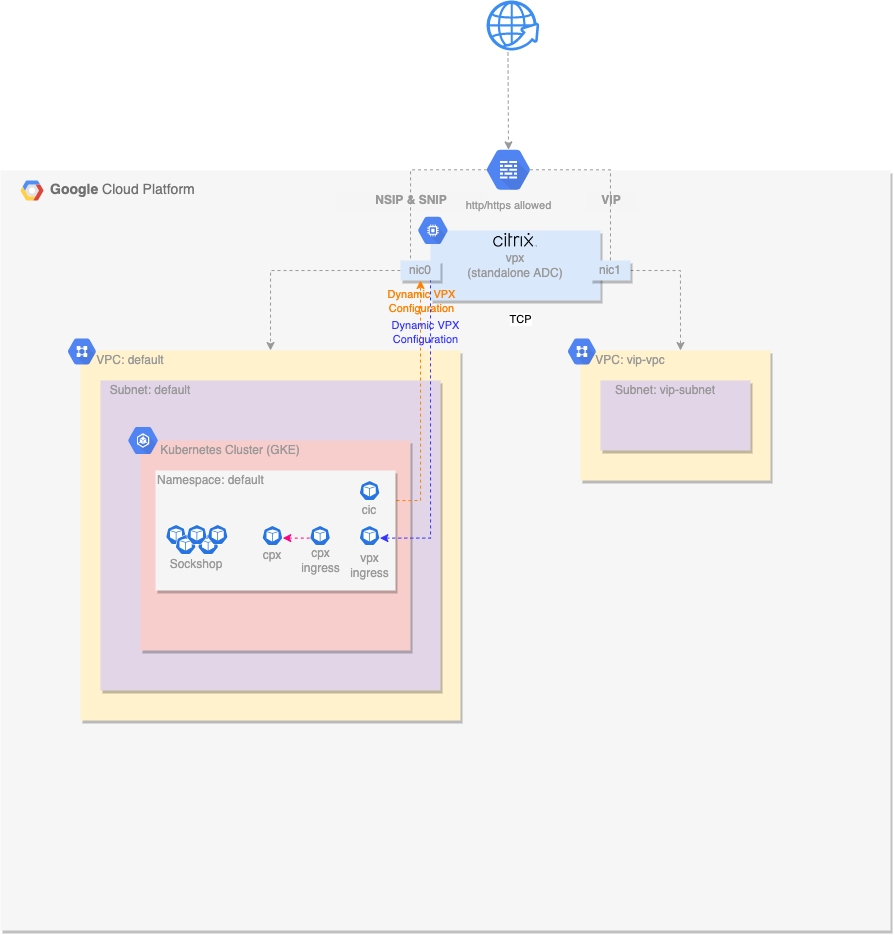 Google Cloud Platform
NSIP & SNIP
http/https allowed
VIP
citrix
vpx
(standalone ADC)
nic0
nic1
Dynamic VPX
Configuration
TCP
Dynamic VPX
Configuration
VPC: default
VPC: vip-vpc
Subnet: default
Subnet: vip-subnet
Kubernetes Cluster (GKE)
Namespace: default
cic
Sockshop
cpx
cpx
ingress
vpx
ingress